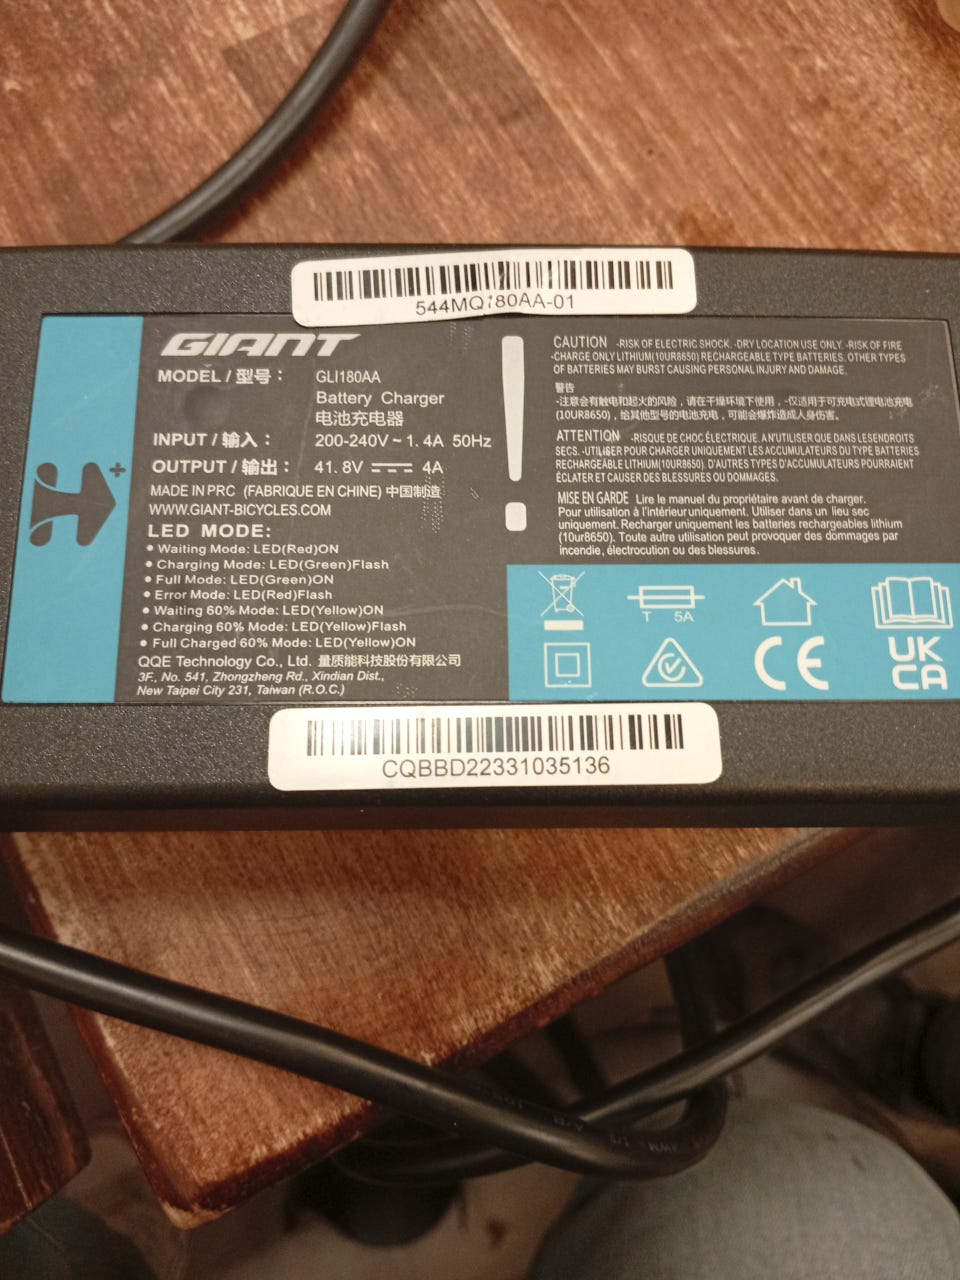 544MQ180AA-01
GIANT
MODEL / 型号： GLI180AA
Battery Charger
电池充电器
INPUT / 输入： 200-240V ~ 1.4A 50Hz
OUTPUT / 输出： 41.8V 4A
MADE IN PRC (FABRIQUE EN CHINE) 中国制造
WWW.GIANT-BICYCLES.COM
LED MODE:
• Waiting Mode: LED(Red)ON
• Charging Mode: LED(Green)Flash
• Full Mode: LED(Green)ON
• Error Mode: LED(Red)Flash
• Waiting 60% Mode: LED(Yellow)ON
• Charging 60% Mode: LED(Yellow)Flash
• Full Charged 60% Mode: LED(Yellow)ON
QQE Technology Co., Ltd. 量质能科技股份有限公司
3F., No. 541, Zhongzheng Rd., Xindian Dist.,
New Taipei City 231, Taiwan (R.O.C.)
CAUTION -RISK OF ELECTRIC SHOCK. -DRY LOCATION USE ONLY. -RISK OF FIRE
-CHARGE ONLY LITHIUM(10UR8650) RECHARGEABLE TYPE BATTERIES. OTHER TYPES
OF BATTERIES MAY BURST CAUSING PERSONAL INJURY AND DAMAGE.
警告
-注意会有触电和起火的风险，请在干燥环境下使用，-仅适用于可充电式锂电池充电
(10UR8650)，给其他型号的电池充电，可能会爆炸造成人身伤害。
ATTENTION -RISQUE DE CHOC ÉLECTRIQUE. A N'UTILISER QUE DANS LESENDROITS
SECS. -UTILISER POUR CHARGER UNIQUEMENT LES ACCUMULATEURS DU TYPE BATTERIES
RECHARGEABLE LITHIUM(10UR8650). D'AUTRES TYPES D'ACCUMULATEURS POURRAIENT
ÉCLATER ET CAUSER DES BLESSURES OU DOMMAGES.
MISE EN GARDE Lire le manuel du propriétaire avant de charger.
Pour utilisation à l'intérieur uniquement. Utiliser dans un lieu sec
uniquement. Recharger uniquement les batteries rechargeables lithium
(10ur8650). Toute autre utilisation peut provoquer des dommages par
incendie, électrocution ou des blessures.
T 5A
CE
UK
CA
CQBBD22331035136